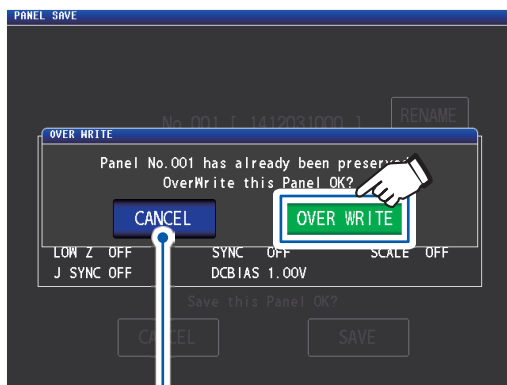 PANEL SAVE
No.001 [ 1412031000 ]
RENAME
OVER WRITE
Panel No.001 has already been preserved.
OverWrite this Panel OK?
CANCEL OVER WRITE
LOW Z OFF SYNC OFF SCALE OFF
J SYNC OFF DCBIAS 1.00V
Save this Panel OK?
CANCEL SAVE